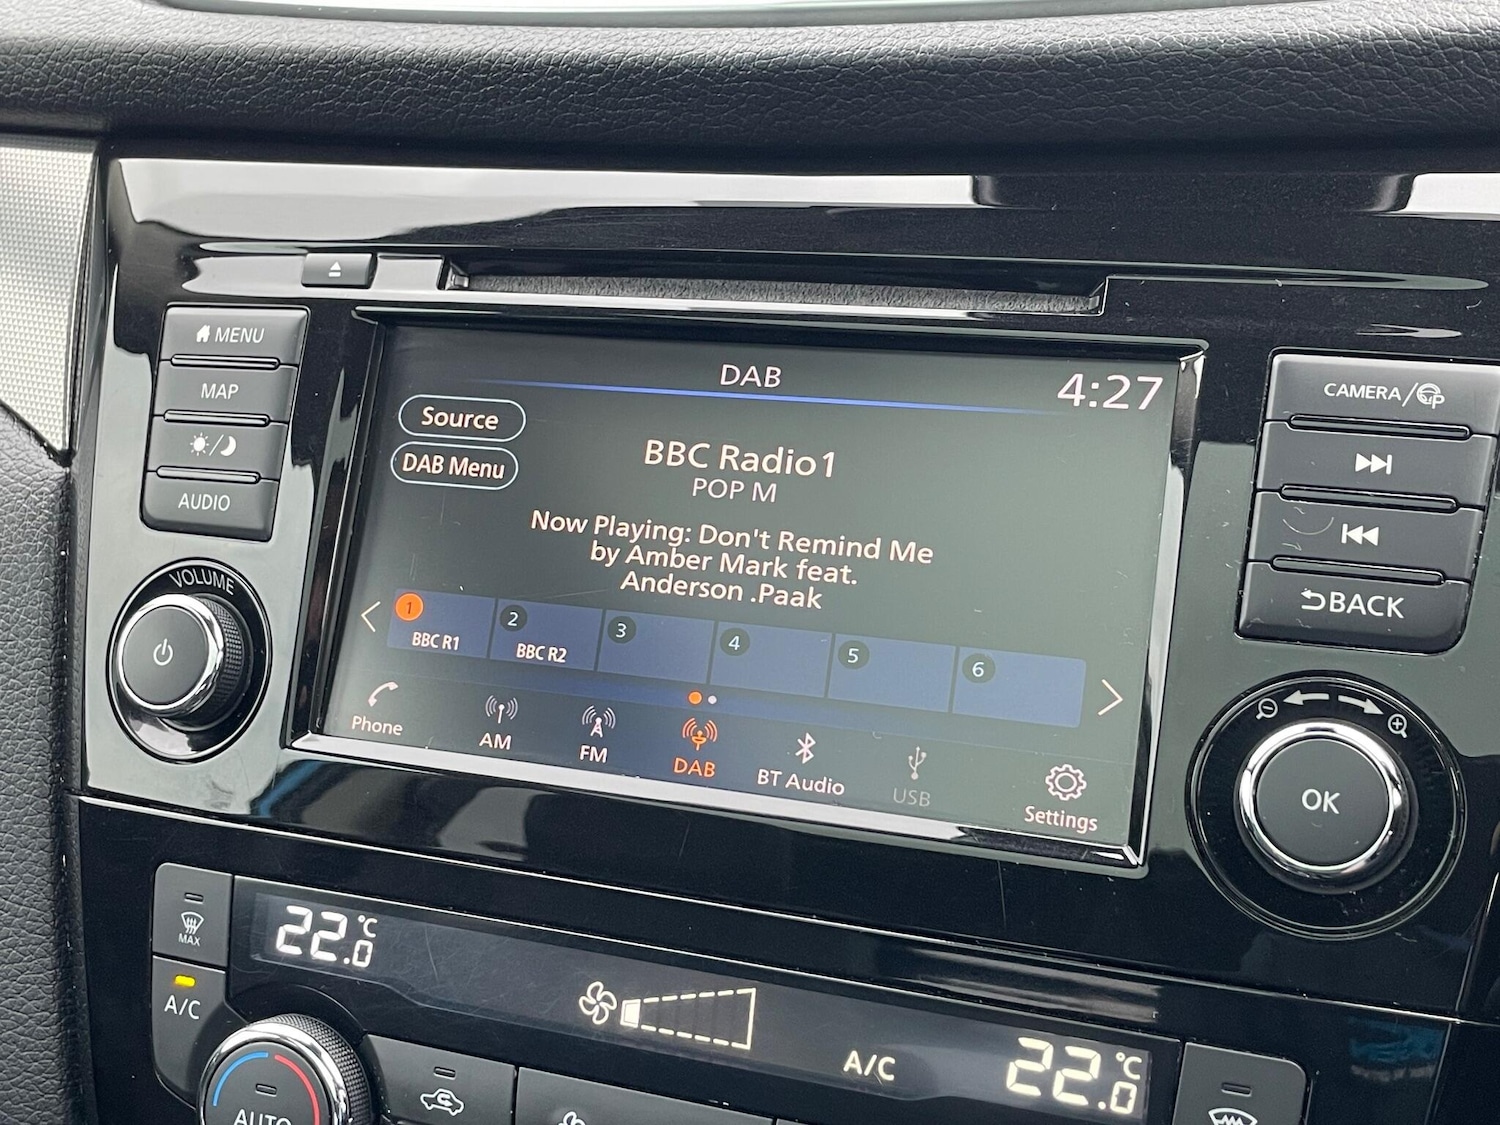 MENU
MAP
AUDIO
VOLUME
DAB
4:27
Source
DAB Menu
BBC Radio1
POP M
Now Playing: Don't Remind Me
by Amber Mark feat.
Anderson .Paak
1
BBC R1
2
BBC R2
3
4
5
6
Phone
AM
FM
DAB
BT Audio
USB
Settings
CAMERA/
BACK
OK
MAX
A/C
22.0 °C
A/C
22.0 °C
AUTO